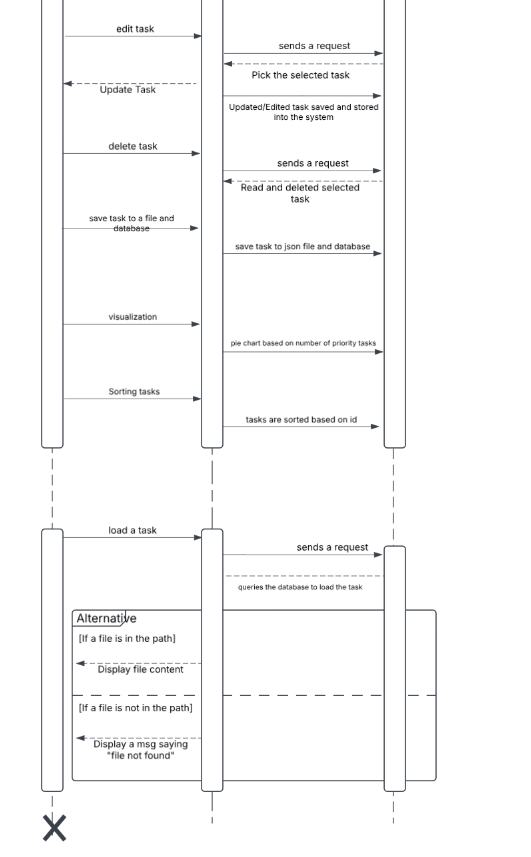 edit task
sends a request
Pick the selected task
Update Task
Updated/Edited task saved and stored
into the system
delete task
sends a request
Read and deleted selected
task
save task to a file and
database
save task to json file and database
visualization
pie chart based on number of priority tasks
Sorting tasks
tasks are sorted based on id
load a task
sends a request
queries the database to load the task
Alternative
[If a file is in the path]
Display file content
[If a file is not in the path]
Display a msg saying
"file not found"